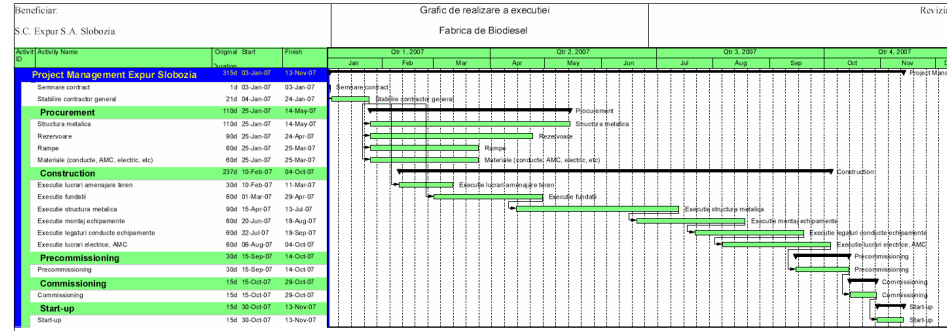 Beneficiar: Grafic de realizare a executiei Revizia
S.C. Expur S.A. Slobozia Fabrica de Biodiesel
Activity ID Activity Name Original Duration Start Finish Qtr 1, 2007 Qtr 2, 2007 Qtr 3, 2007 Qtr 4, 2007
Jan Feb Mar Apr May Jun Jul Aug Sep Oct Nov D
Project Management Expur Slobozia 315d 03-Jan-07 13-Nov-07 Project Mana
Semnare contract 1d 03-Jan-07 03-Jan-07 Semnare contract
Stabilire contractor general 21d 04-Jan-07 24-Jan-07 Stabilire contractor general
Procurement 110d 25-Jan-07 14-May-07 Procurement
Structura metalica 110d 25-Jan-07 14-May-07 Structura metalica
Rezervoare 90d 25-Jan-07 24-Apr-07 Rezervoare
Rampe 60d 25-Jan-07 25-Mar-07 Rampe
Materiale (conducte, AMC, electric, etc) 60d 25-Jan-07 25-Mar-07 Materiale (conducte, AMC, electric, etc)
Construction 237d 10-Feb-07 04-Oct-07 Construction
Executie lucrari amenajare teren 30d 10-Feb-07 11-Mar-07 Executie lucrari amenajare teren
Executie fundatii 60d 01-Mar-07 29-Apr-07 Executie fundatii
Executie structura metalica 90d 15-Apr-07 13-Jul-07 Executie structura metalica
Executie montaj echipamente 60d 20-Jun-07 18-Aug-07 Executie montaj echipamente
Executie legaturi conducte echipamente 60d 22-Jul-07 19-Sep-07 Executie legaturi conducte echipamente
Executie lucrari electrice, AMC 60d 06-Aug-07 04-Oct-07 Executie lucrari electrice, AMC
Precommissioning 30d 15-Sep-07 14-Oct-07 Precommissioning
Precommissioning 30d 15-Sep-07 14-Oct-07 Precommissioning
Commissioning 15d 15-Oct-07 29-Oct-07 Commissioning
Commissioning 15d 15-Oct-07 29-Oct-07 Commissioning
Start-up 15d 30-Oct-07 13-Nov-07 Start-up
Start-up 15d 30-Oct-07 13-Nov-07 Start-up